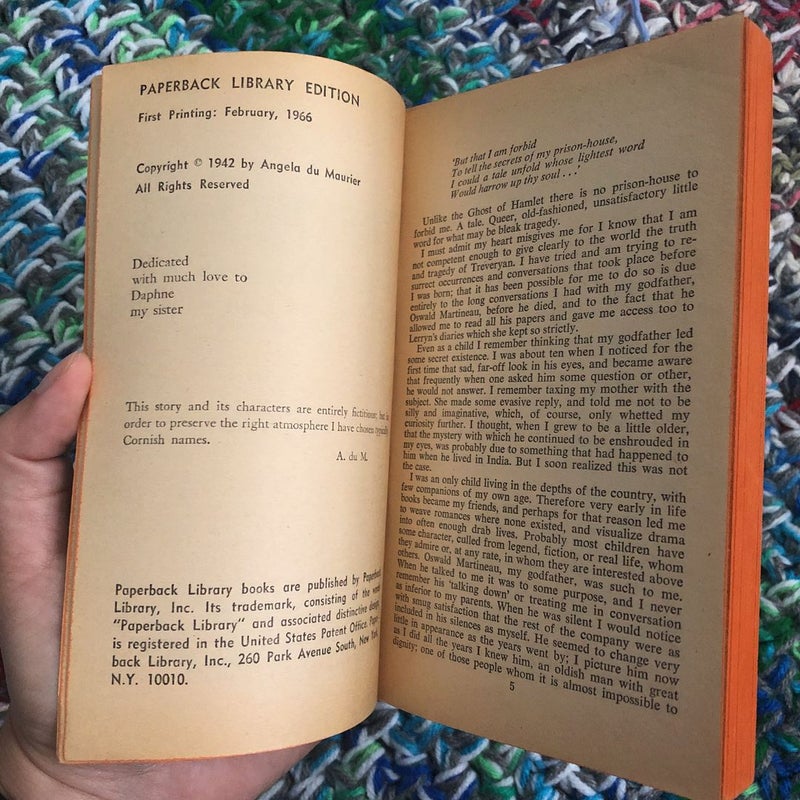 PAPERBACK LIBRARY EDITION
First Printing: February, 1966
Copyright © 1942 by Angela du Maurier
All Rights Reserved
Dedicated
with much love to
Daphne
my sister
This story and its characters are entirely fictitious; but in
order to preserve the right atmosphere I have chosen typically
Cornish names.
A. du M.
Paperback Library books are published by Paperback
Library, Inc. Its trademark, consisting of the words
"Paperback Library" and associated distinctive design,
is registered in the United States Patent Office. Paper-
back Library, Inc., 260 Park Avenue South, New York,
N.Y. 10010.
'But that I am forbid
To tell the secrets of my prison-house,
I could a tale unfold whose lightest word
Would harrow up thy soul . . .'
Unlike the Ghost of Hamlet there is no prison-house to
forbid me. A tale. Queer, old-fashioned, unsatisfactory little
word for what may be bleak tragedy.
I must admit my heart misgives me for I know that I am
not competent enough to give clearly to the world the truth
and tragedy of Treveryan. I have tried and am trying to re-
surrect occurrences and conversations that took place before
I was born; that it has been possible for me to do so is due
entirely to the long conversations I had with my godfather,
Oswald Martineau, before he died, and to the fact that he
allowed me to read all his papers and gave me access too to
Lerryn's diaries which she kept so strictly.
Even as a child I remember thinking that my godfather led
some secret existence. I was about ten when I noticed for the
first time that sad, far-off look in his eyes, and became aware
that frequently when one asked him some question or other,
he would not answer. I remember taxing my mother with the
subject. She made some evasive reply, and told me not to be
silly and imaginative, which, of course, only whetted my
curiosity further. I thought, when I grew to be a little older,
that the mystery with which he continued to be enshrouded in
my eyes, was probably due to something that had happened to
him when he lived in India. But I soon realized this was not
the case.
I was an only child living in the depths of the country, with
few companions of my own age. Therefore very early in life
books became my friends, and perhaps for that reason led me
to weave romances where none existed, and visualize drama
into often enough drab lives. Probably most children have
some character, culled from legend, fiction, or real life, whom
they admire or, at any rate, in whom they are interested above
others. Oswald Martineau, my godfather, was such to me.
When he talked to me it was to some purpose, and I never
remember his 'talking down' or treating me in conversation
as inferior to my parents. When he was silent I would notice
with smug satisfaction that the rest of the company were as
included in his silences as myself. He seemed to change very
little in appearance as the years went by; I picture him now
as I did all the years I knew him, an oldish man with great
dignity; one of those people whom it is almost impossible to
5